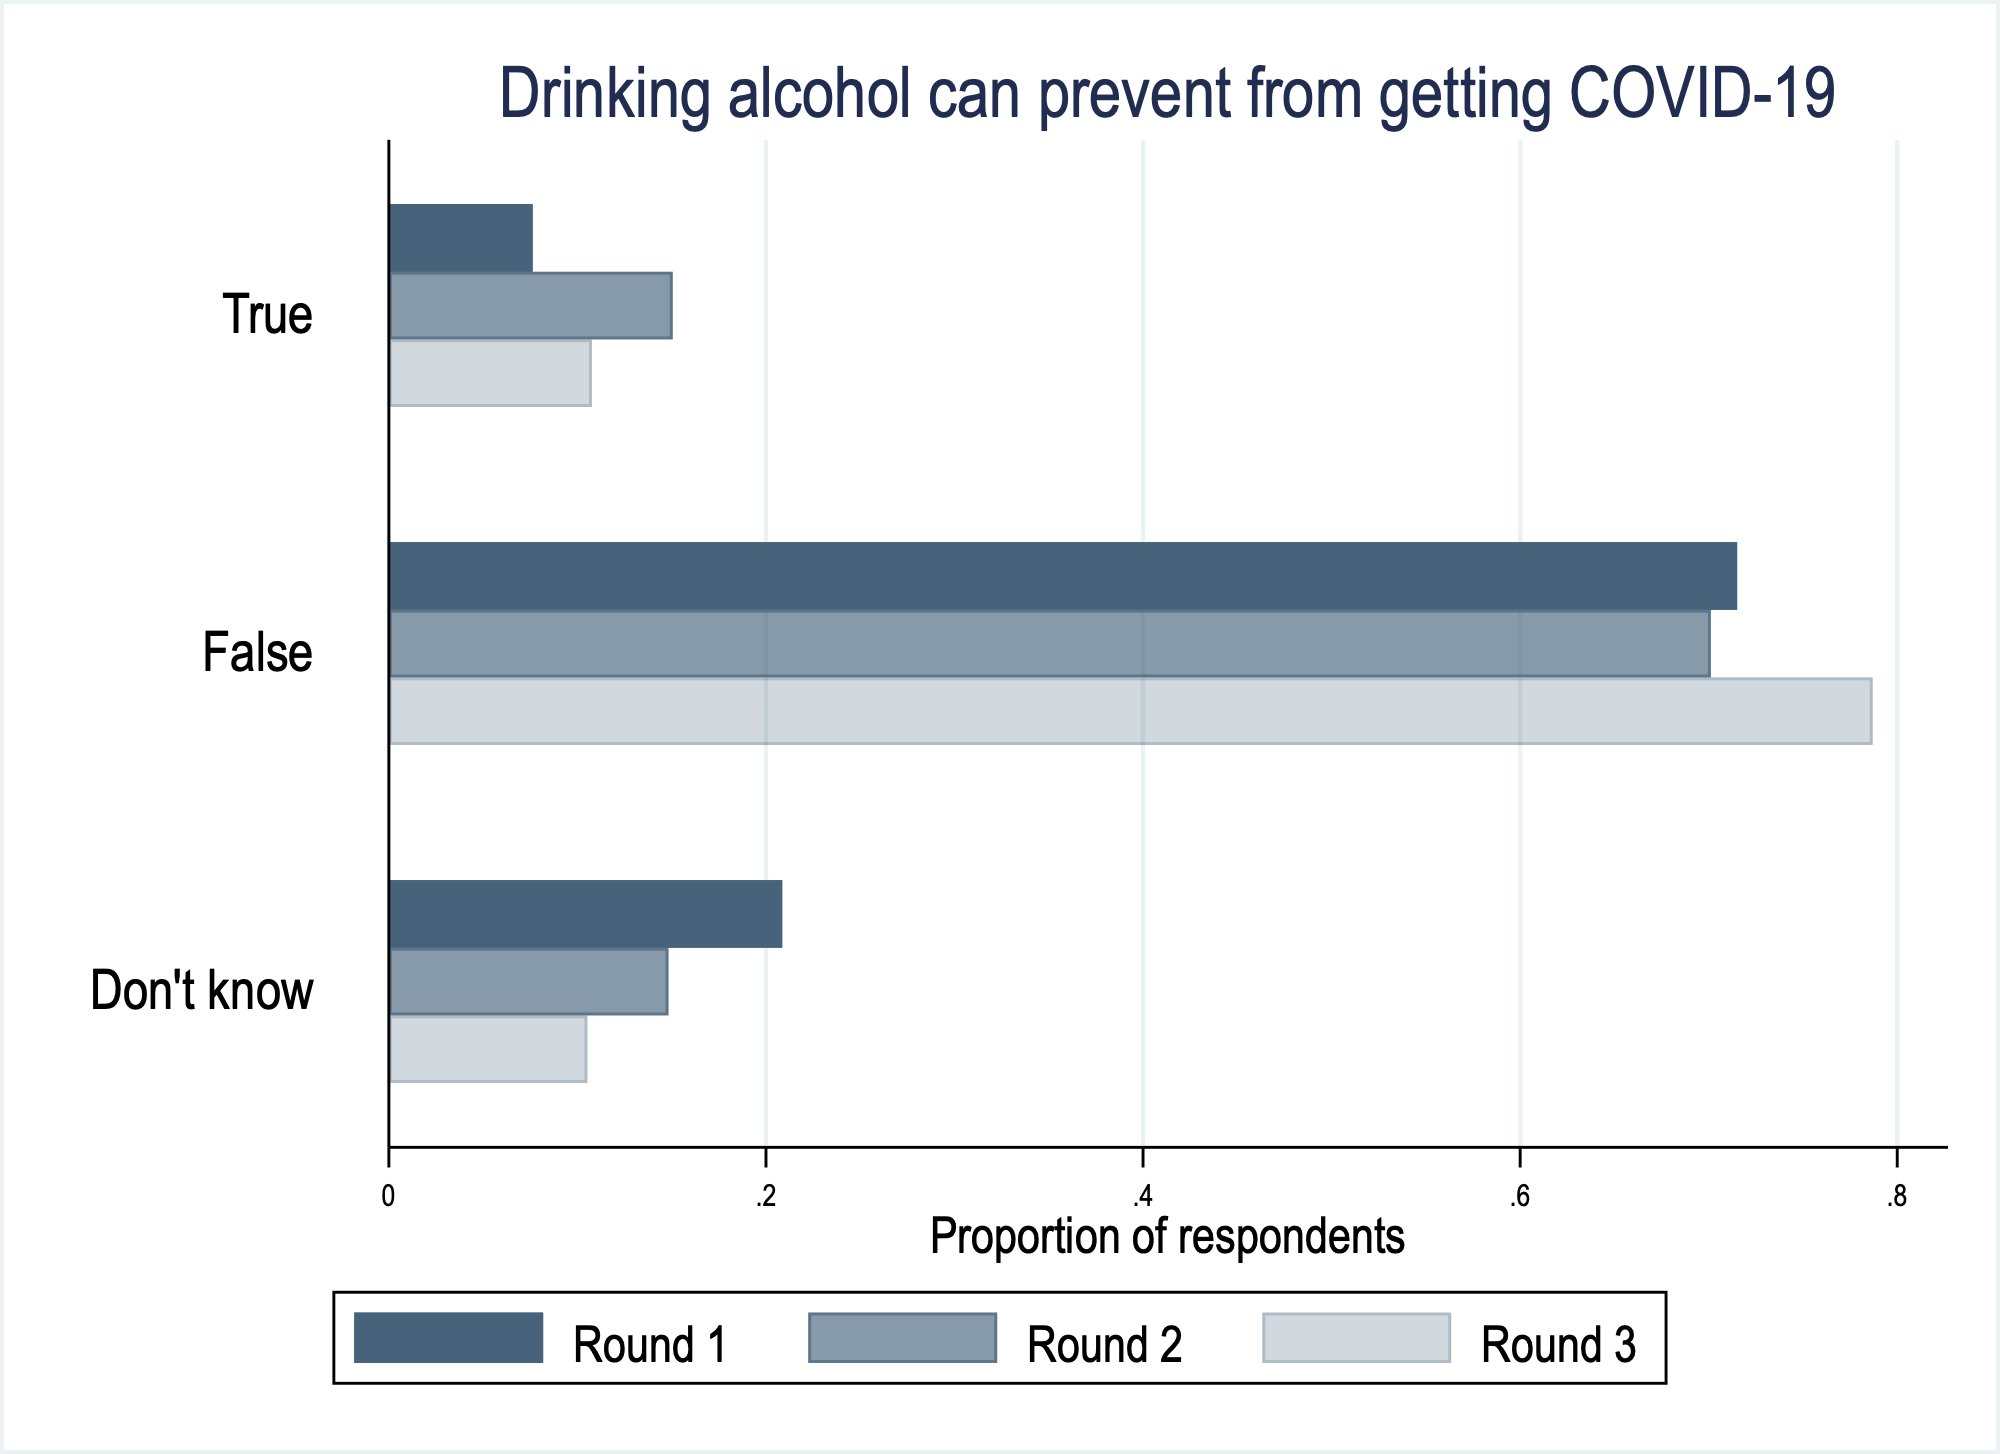 Drinking alcohol can prevent from getting COVID-19
True
False
Don't know
0 .2 .4 .6 .8
Proportion of respondents
Round 1 Round 2 Round 3